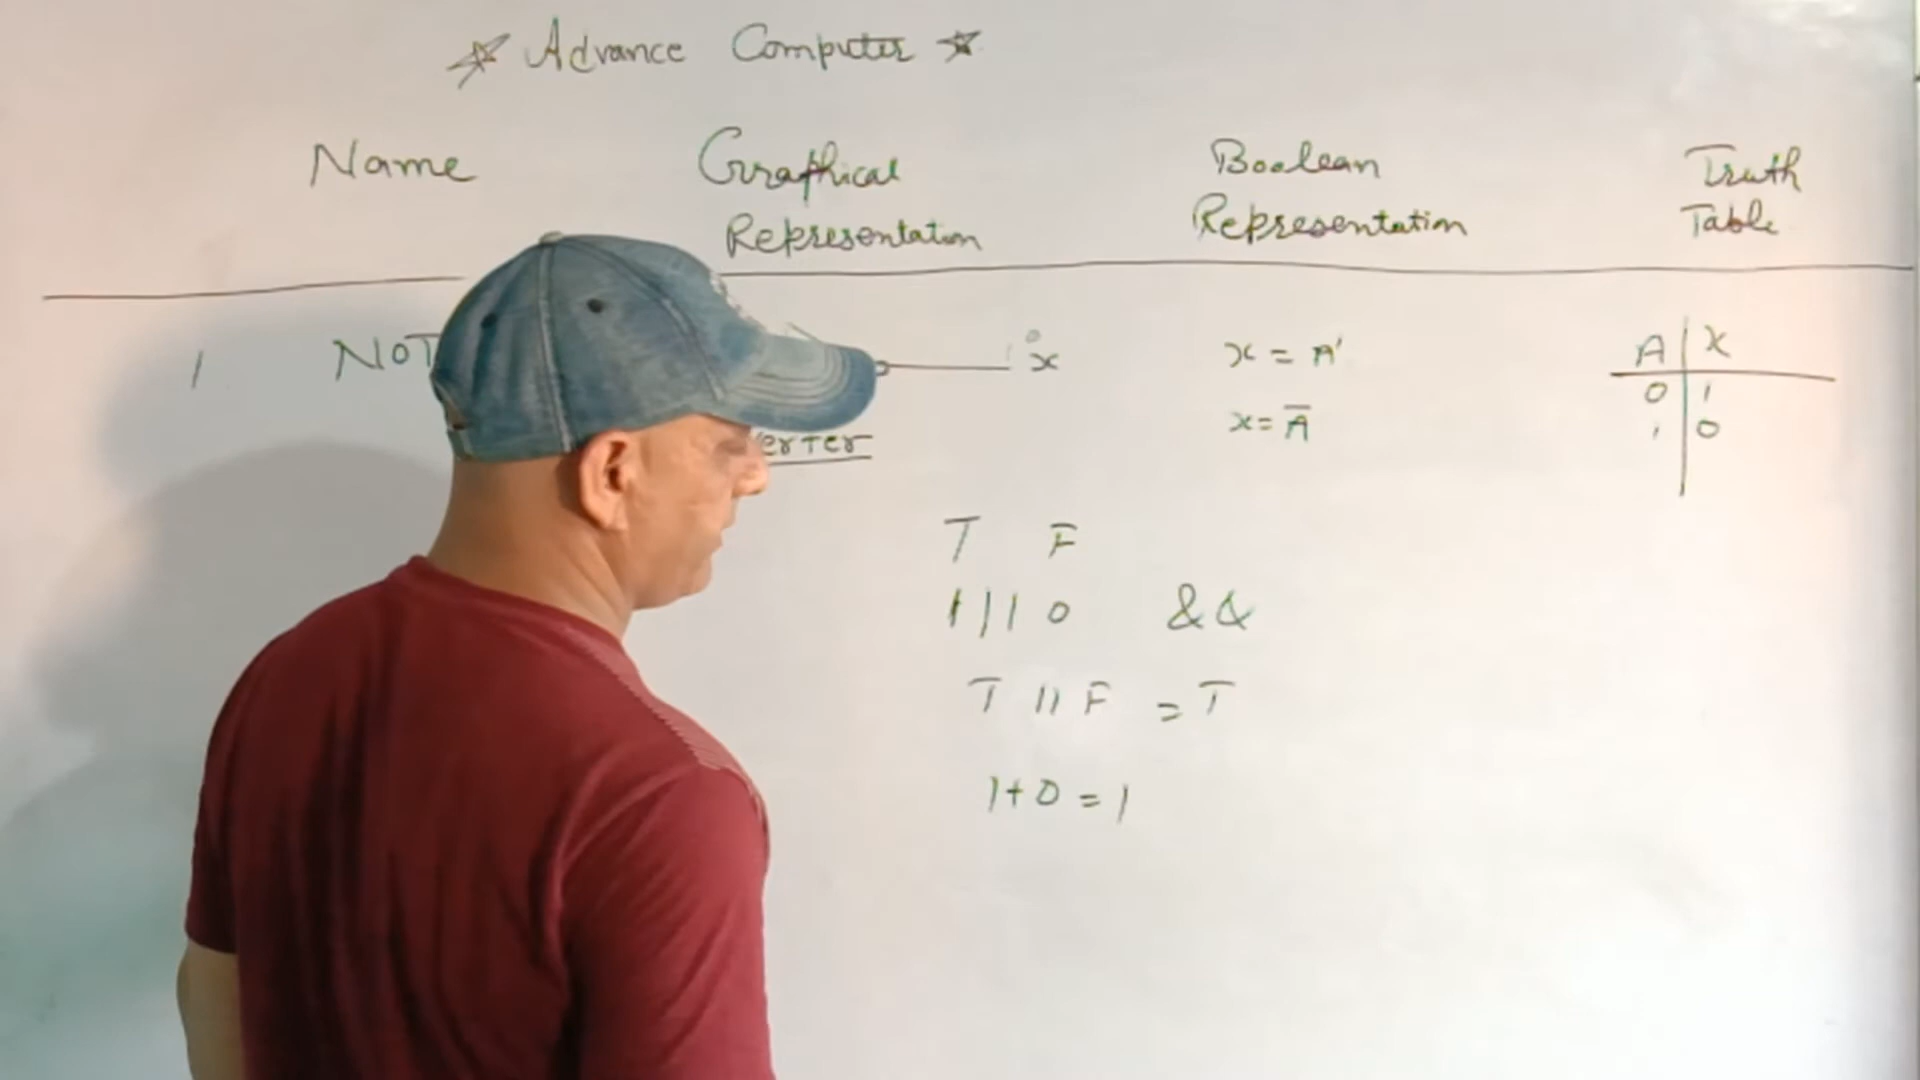 ☆ Advance Computer ☆
Name Graphical Representation Boolean Representation Truth Table
1 NOT x x = A' A | X
0 | 1
x = A̅ 1 | 0
T F
1 || 0 &&
T || F = T
1+0 = 1